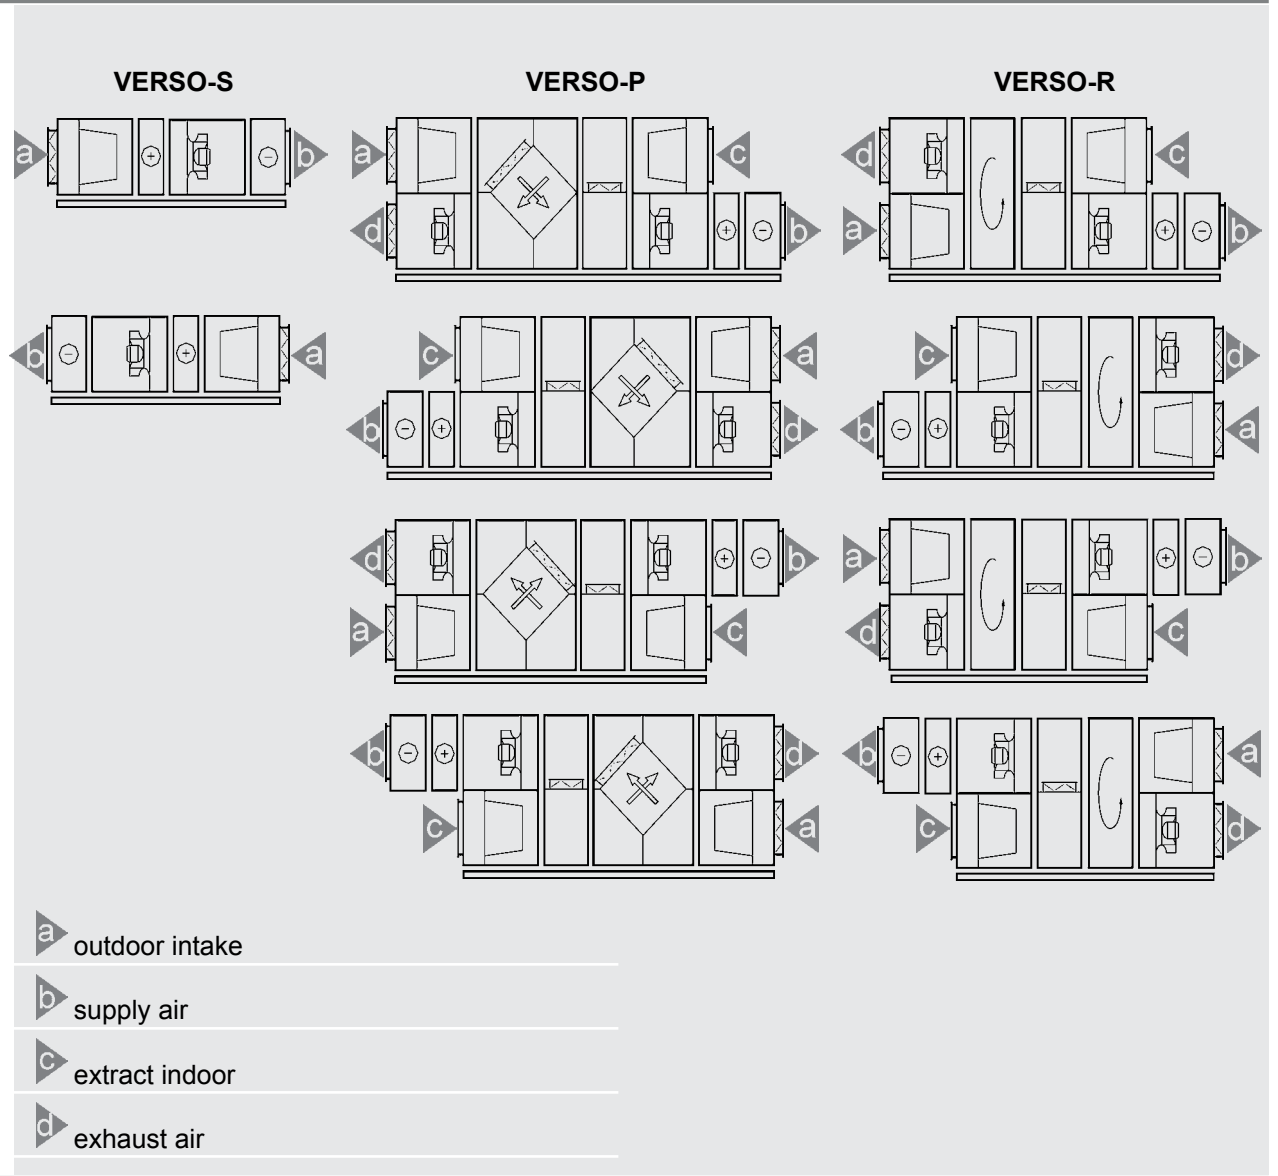 VERSO-S VERSO-P VERSO-R
a + - b a c d c
d + - b a + - b
b - + a c a c d
b - + d b - + a
d + - b a + - b
a c d c
b - + d b - + a
c a c d
a outdoor intake
b supply air
c extract indoor
d exhaust air